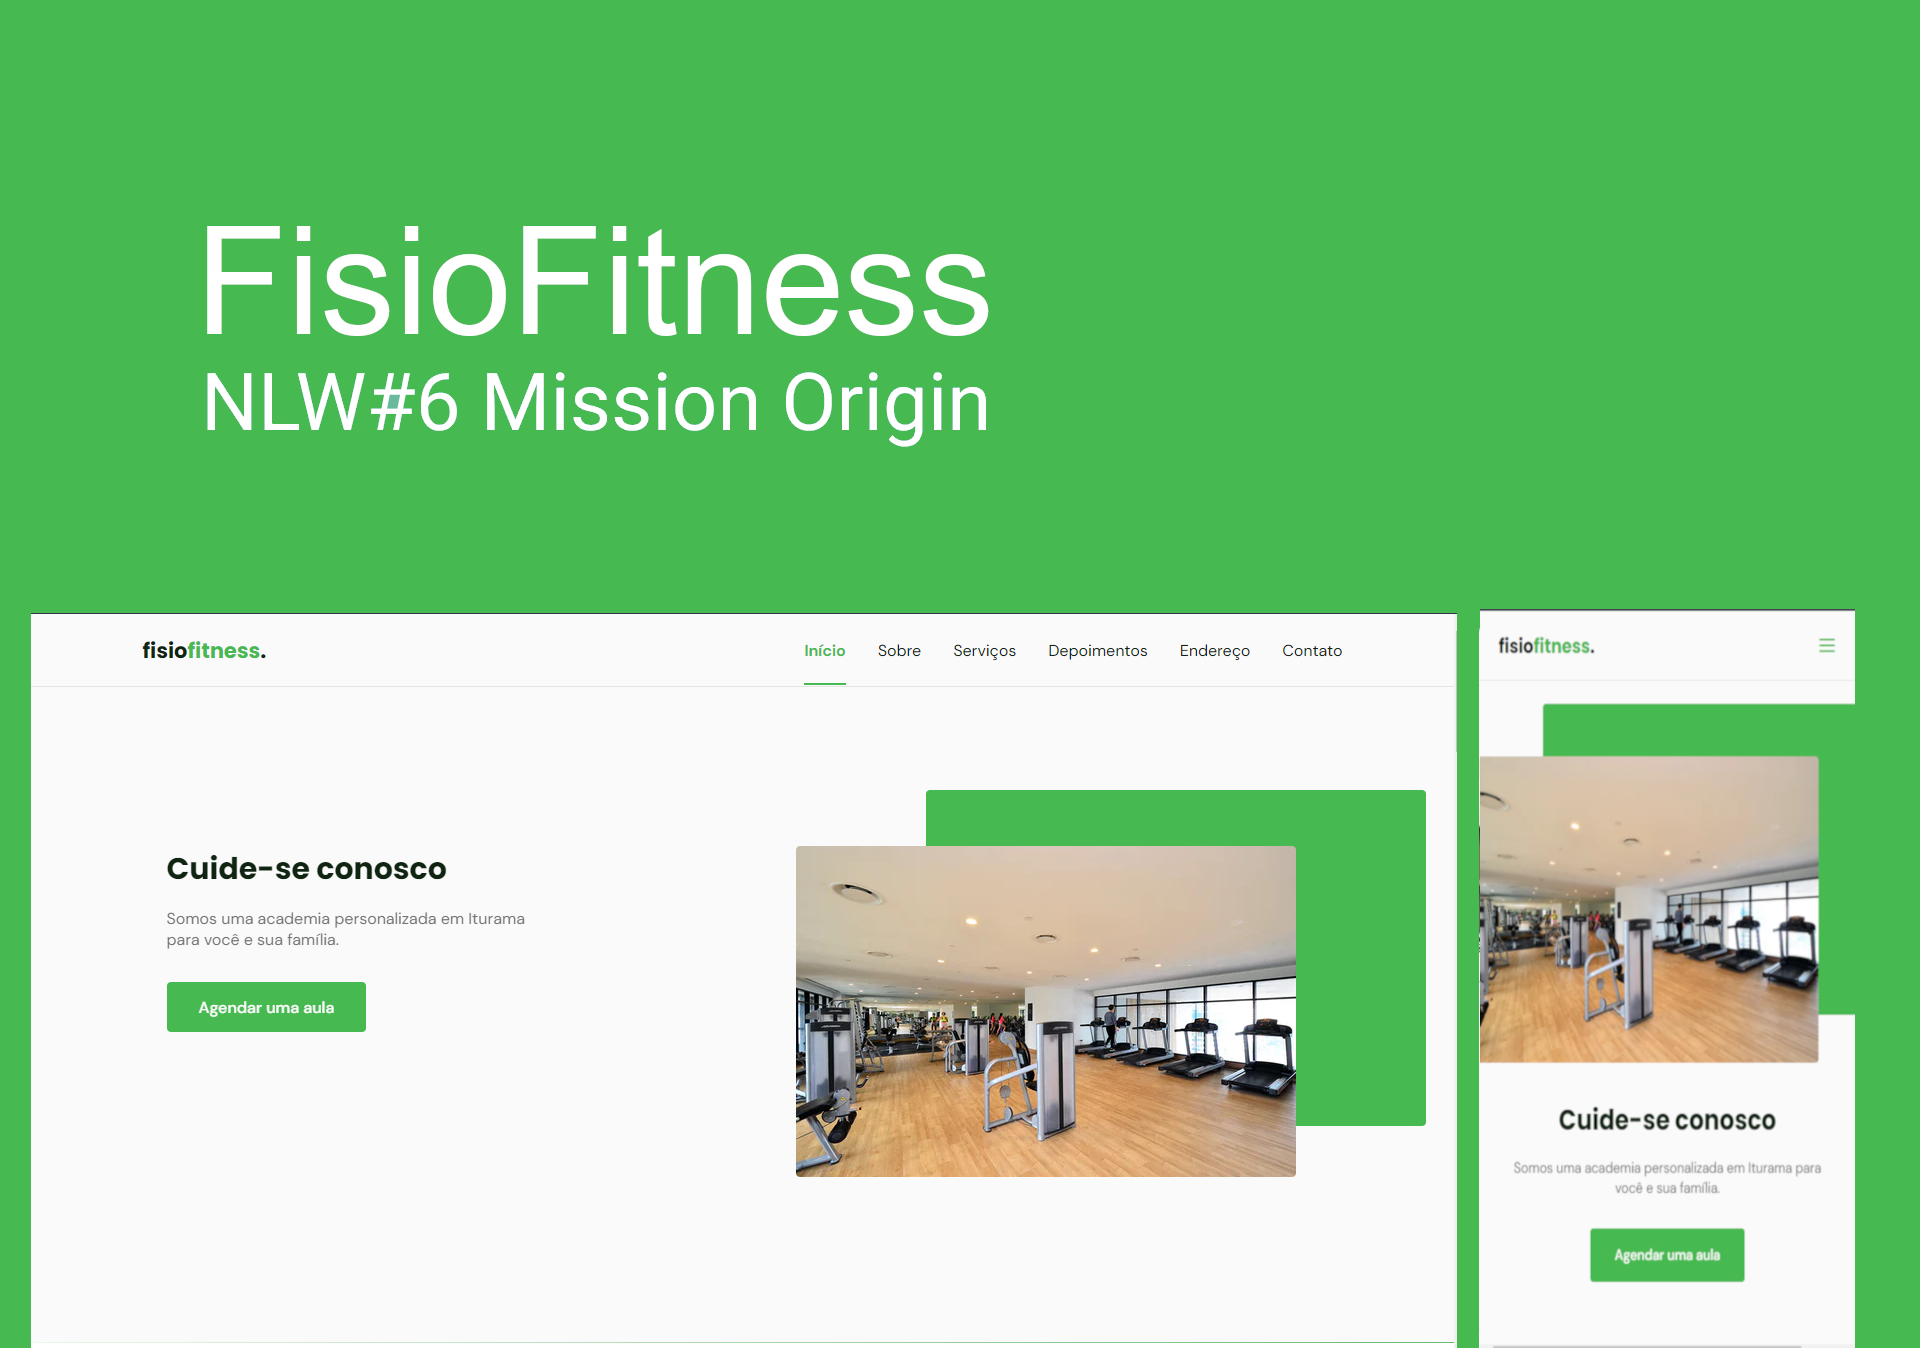 FisioFitness
NLW#6 Mission Origin
fisiofitness.
Início Sobre Serviços Depoimentos Endereço Contato
Cuide-se conosco
Somos uma academia personalizada em Iturama
para você e sua família.
Agendar uma aula
fisiofitness.
Cuide-se conosco
Somos uma academia personalizada em Iturama para
você e sua família.
Agendar uma aula